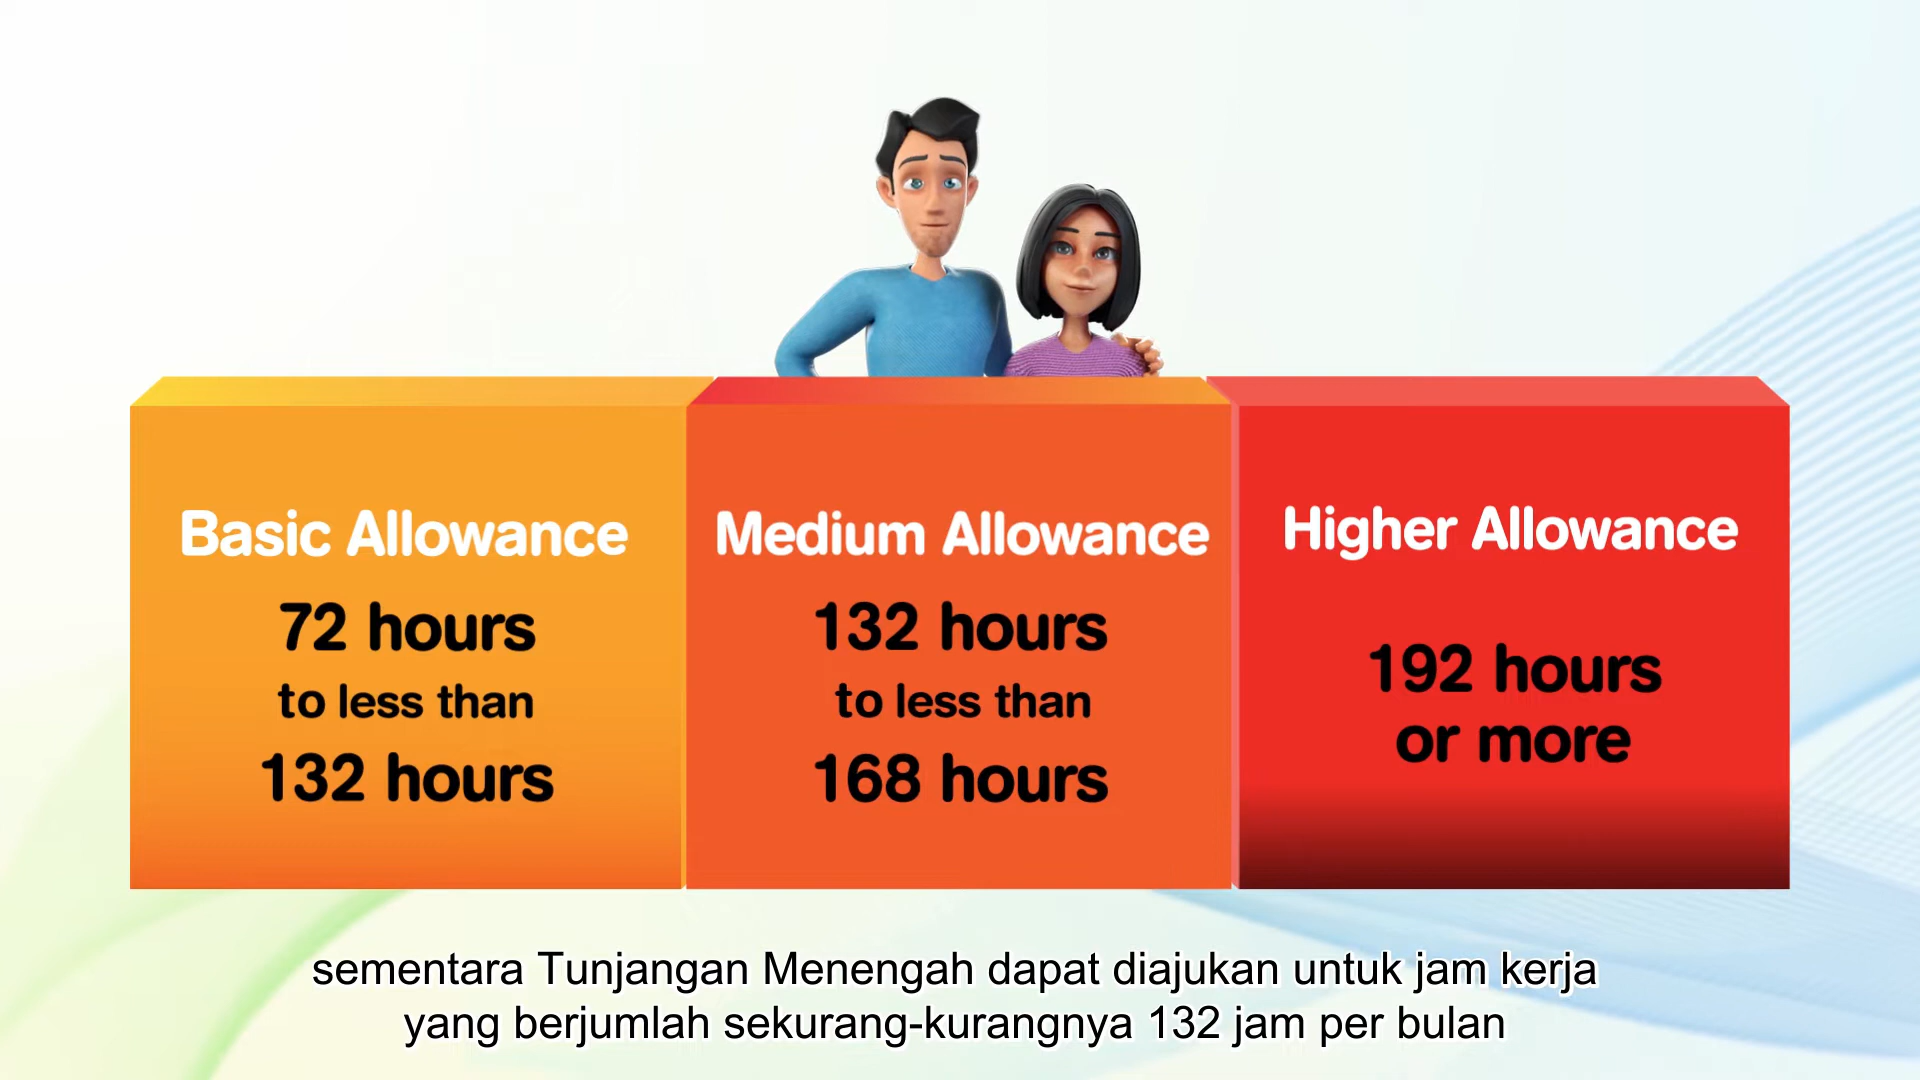 Basic Allowance
72 hours
to less than
132 hours
Medium Allowance
132 hours
to less than
168 hours
Higher Allowance
192 hours
or more
sementara Tunjangan Menengah dapat diajukan untuk jam kerja
yang berjumlah sekurang-kurangnya 132 jam per bulan